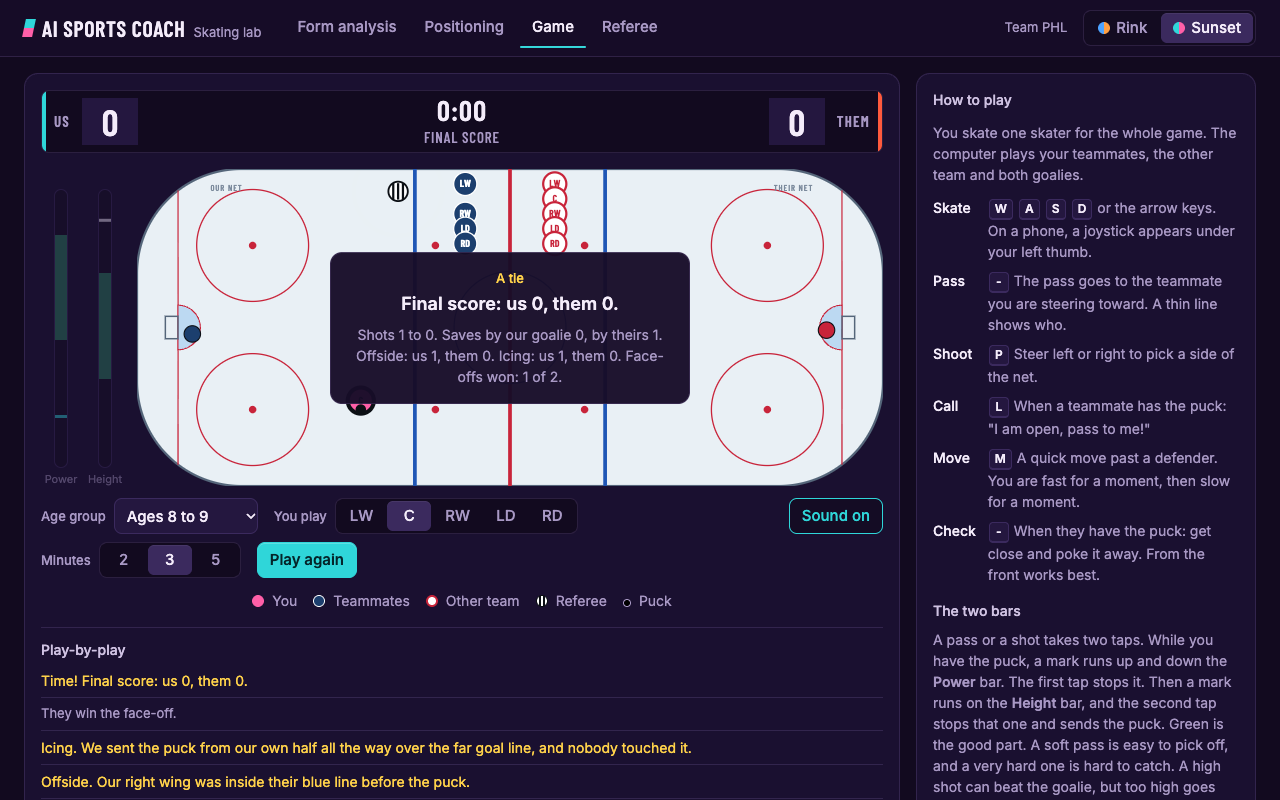 AI SPORTS COACH Skating lab Form analysis Positioning Game Referee Team PHL Rink Sunset
US 0 0:00 0 THEM
FINAL SCORE
OUR NET THEIR NET
LW LW
C
RW RW
LD LD
RD RD
A tie
Final score: us 0, them 0.
Shots 1 to 0. Saves by our goalie 0, by theirs 1.
Offside: us 1, them 0. Icing: us 1, them 0. Face-
offs won: 1 of 2.
Power Height
Age group Ages 8 to 9 You play LW C RW LD RD Sound on
Minutes 2 3 5 Play again
You Teammates Other team Referee Puck
Play-by-play
Time! Final score: us 0, them 0.
They win the face-off.
Icing. We sent the puck from our own half all the way over the far goal line, and nobody touched it.
Offside. Our right wing was inside their blue line before the puck.
How to play
You skate one skater for the whole game. The
computer plays your teammates, the other
team and both goalies.
Skate W A S D or the arrow keys.
On a phone, a joystick appears under
your left thumb.
Pass - The pass goes to the teammate
you are steering toward. A thin line
shows who.
Shoot P Steer left or right to pick a side of
the net.
Call L When a teammate has the puck:
"I am open, pass to me!"
Move M A quick move past a defender.
You are fast for a moment, then slow
for a moment.
Check - When they have the puck: get
close and poke it away. From the
front works best.
The two bars
A pass or a shot takes two taps. While you
have the puck, a mark runs up and down the
Power bar. The first tap stops it. Then a mark
runs on the Height bar, and the second tap
stops that one and sends the puck. Green is
the good part. A soft pass is easy to pick off,
and a very hard one is hard to catch. A high
shot can beat the goalie, but too high goes